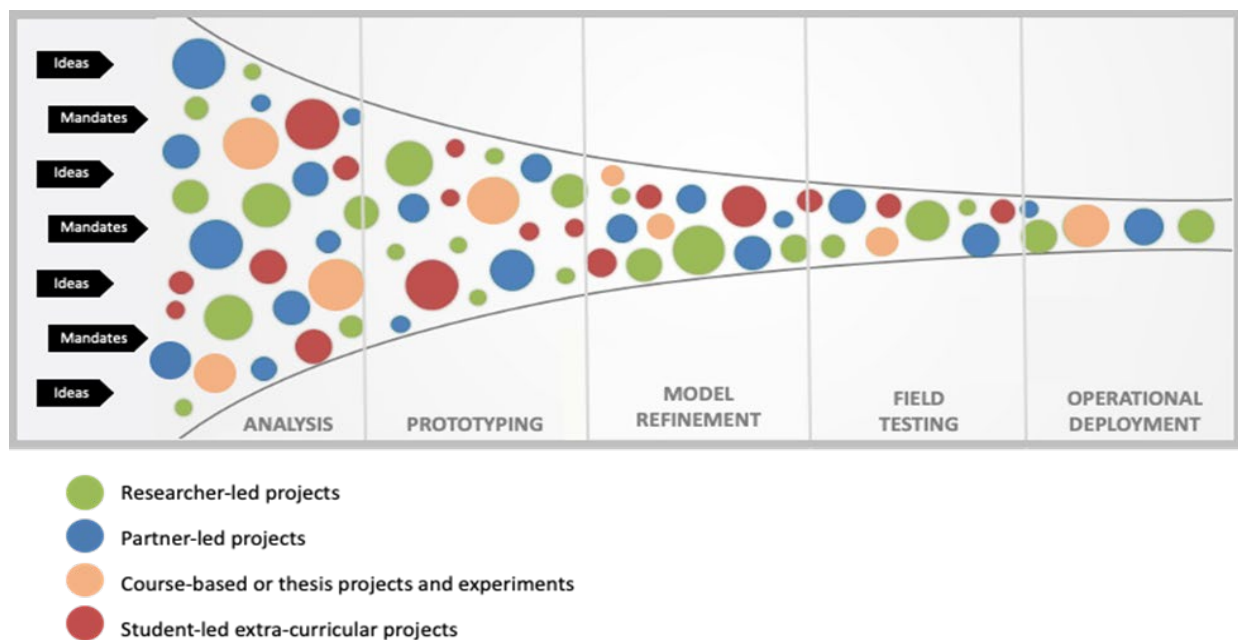 Ideas
Mandates
Ideas
Mandates
Ideas
Mandates
Ideas
ANALYSIS
PROTOTYPING
MODEL
REFINEMENT
FIELD
TESTING
OPERATIONAL
DEPLOYMENT
Researcher-led projects
Partner-led projects
Course-based or thesis projects and experiments
Student-led extra-curricular projects